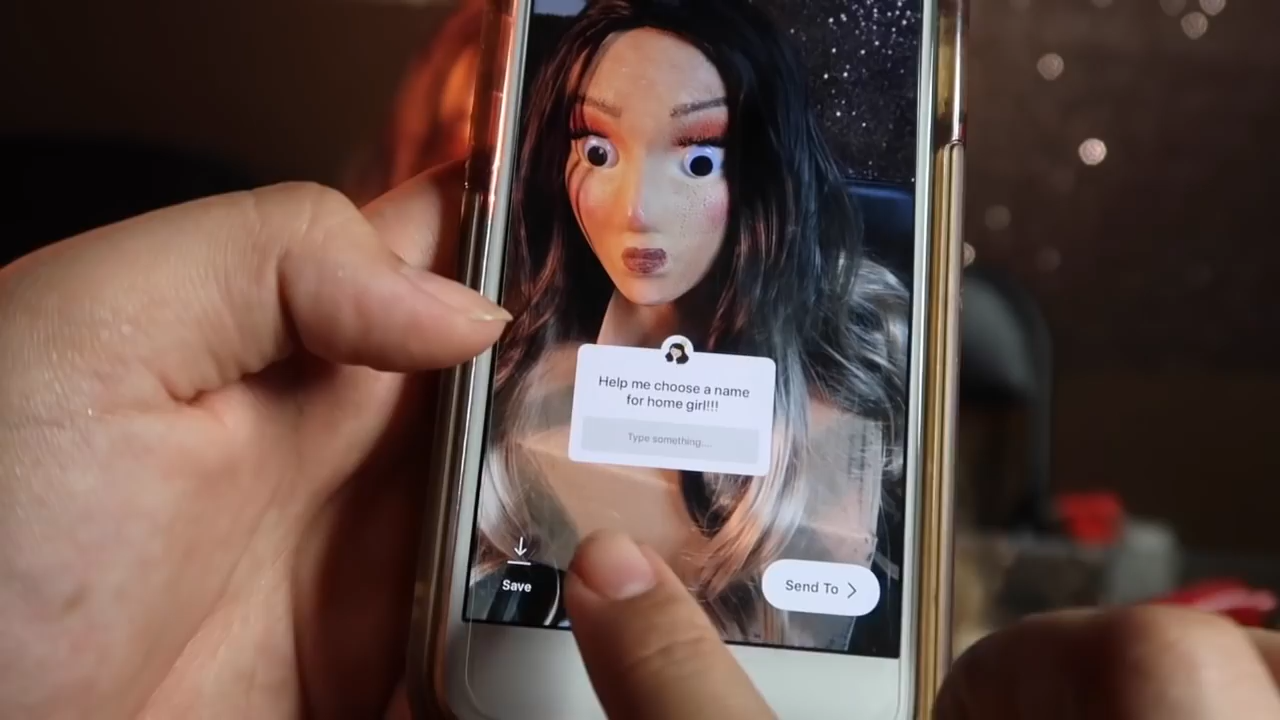 Help me choose a name
for home girl!!!
Type something...
Save
Send To